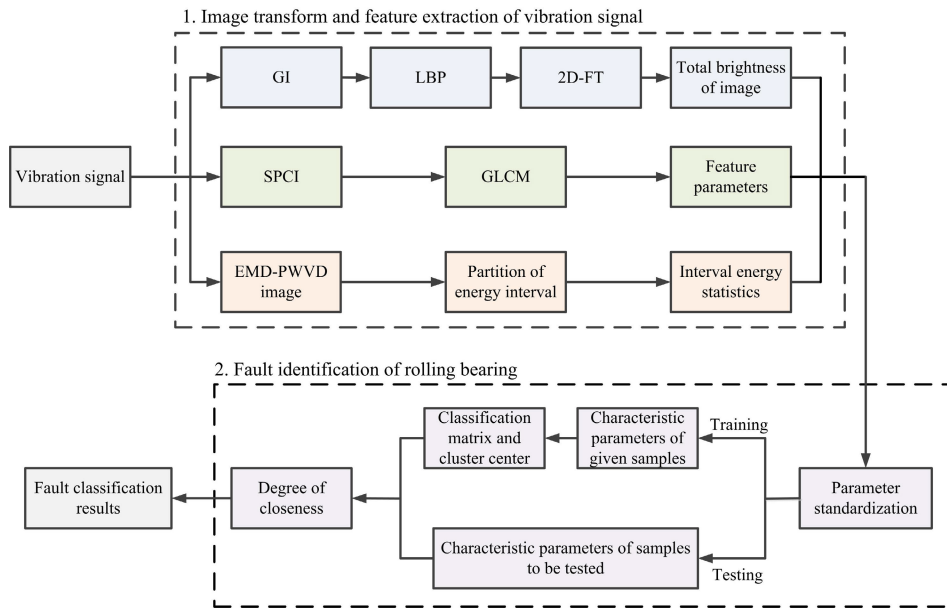 1. Image transform and feature extraction of vibration signal
GI
LBP
2D-FT
Total brightness
of image
Vibration signal
SPCI
GLCM
Feature
parameters
EMD-PWVD
image
Partition of
energy interval
Interval energy
statistics
2. Fault identification of rolling bearing
Classification
matrix and
cluster center
Characteristic
parameters of
given samples
Training
Fault classification
results
Degree of
closeness
Parameter
standardization
Characteristic parameters of samples
to be tested
Testing